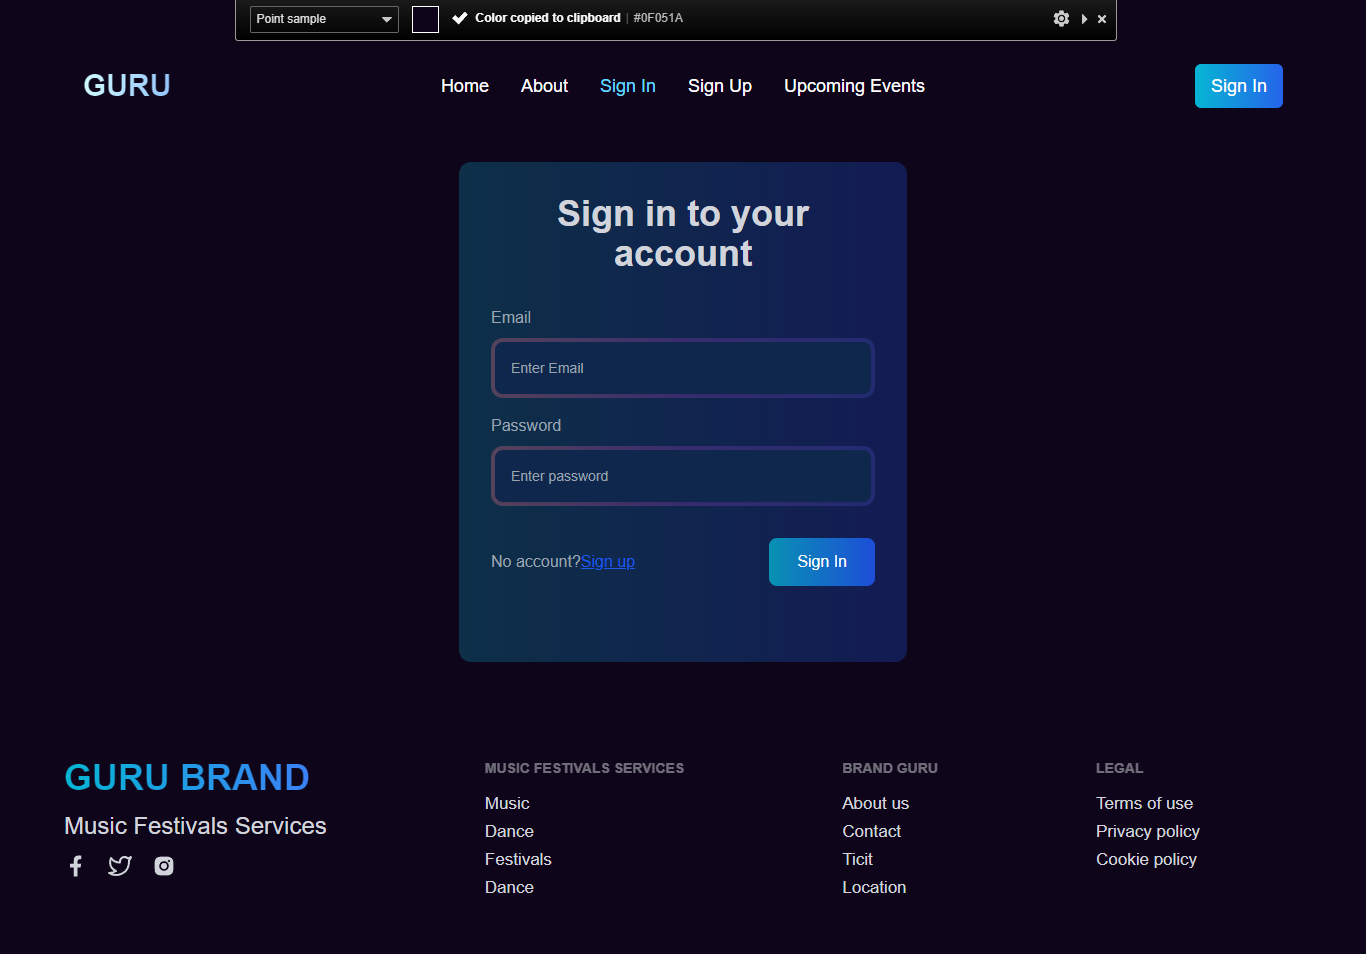 Point sample
Color copied to clipboard | #0F051A
GURU
Home About Sign In Sign Up Upcoming Events
Sign In
Sign in to your
account
Email
Enter Email
Password
Enter password
No account?Sign up
Sign In
GURU BRAND
Music Festivals Services
MUSIC FESTIVALS SERVICES
Music
Dance
Festivals
Dance
BRAND GURU
About us
Contact
Ticit
Location
LEGAL
Terms of use
Privacy policy
Cookie policy